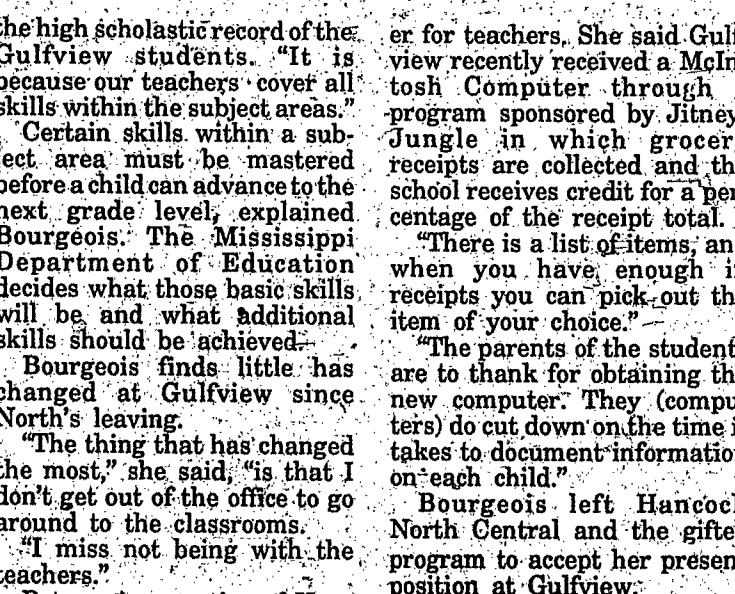 the high scholastic record of the
Gulfview students. "It is
because our teachers cover all
skills within the subject areas."
Certain skills within a sub-
ect area must be mastered
before a child can advance to the
next grade level, explained
Bourgeois. The Mississippi
Department of Education
decides what those basic skills
will be and what additional
skills should be achieved.
Bourgeois finds little has
changed at Gulfview since
North's leaving.
"The thing that has changed
the most," she said, "is that I
don't get out of the office to go
around to the classrooms.
"I miss not being with the
teachers."
er for teachers. She said Gulf
view recently received a McIn
tosh Computer through
program sponsored by Jitney
Jungle in which grocer
receipts are collected and th
school receives credit for a per
centage of the receipt total.
"There is a list of items, an
when you have enough i
receipts you can pick out th
item of your choice."
"The parents of the student
are to thank for obtaining th
new computer. They (compu
ters) do cut down on the time i
takes to document informatio
on each child."
Bourgeois left Hancock
North Central and the gifte
program to accept her presen
position at Gulfview.